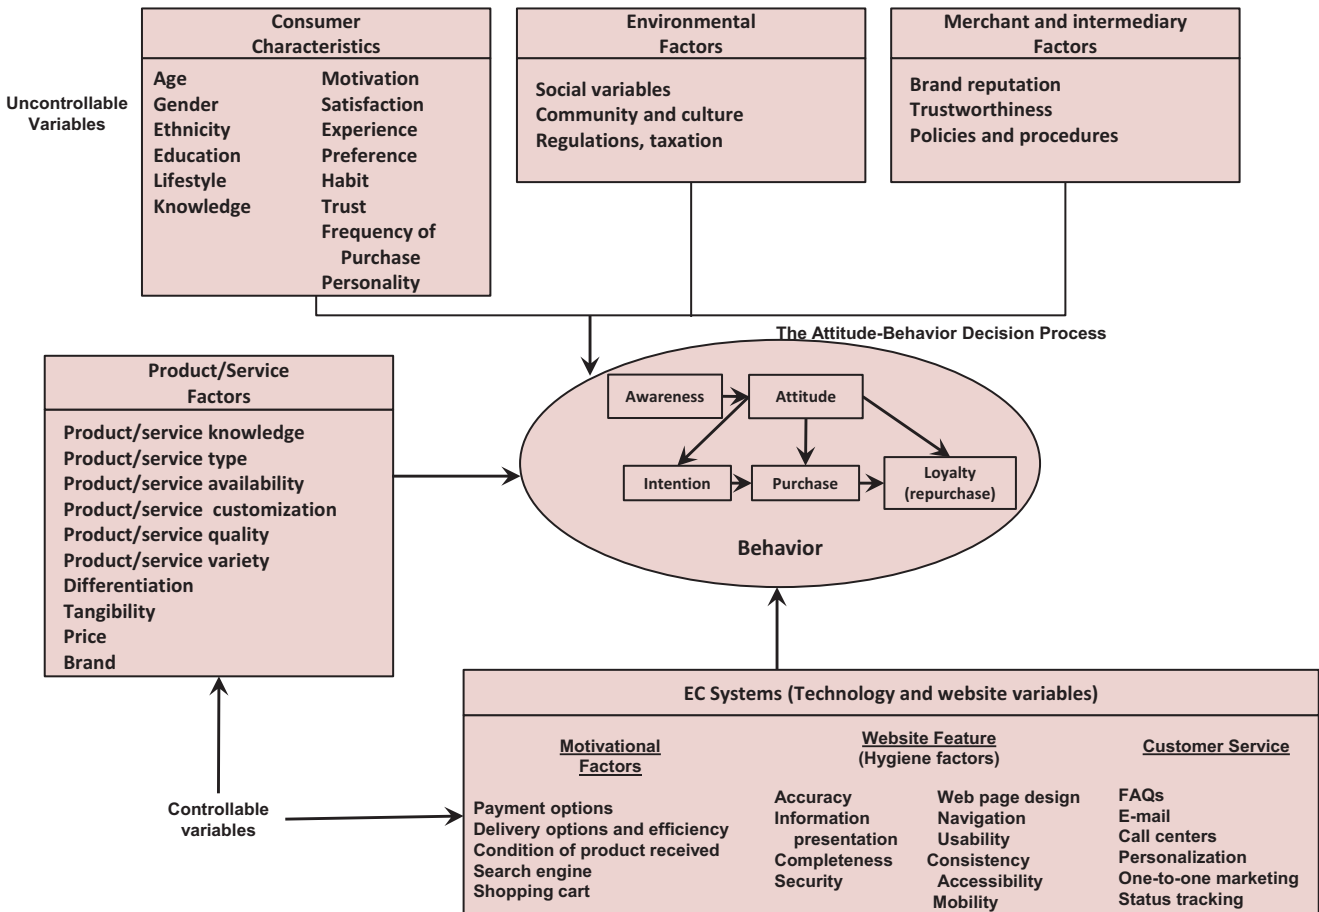 Consumer
Characteristics
Age
Gender
Ethnicity
Education
Lifestyle
Knowledge
Motivation
Satisfaction
Experience
Preference
Habit
Trust
Frequency of
Purchase
Personality
Environmental
Factors
Social variables
Community and culture
Regulations, taxation
Merchant and intermediary
Factors
Brand reputation
Trustworthiness
Policies and procedures
Uncontrollable
Variables
The Attitude-Behavior Decision Process
Product/Service
Factors
Product/service knowledge
Product/service type
Product/service availability
Product/service customization
Product/service quality
Product/service variety
Differentiation
Tangibility
Price
Brand
Awareness
Attitude
Intention
Purchase
Loyalty
(repurchase)
Behavior
Controllable
variables
EC Systems (Technology and website variables)
Motivational
Factors
Payment options
Delivery options and efficiency
Condition of product received
Search engine
Shopping cart
Website Feature
(Hygiene factors)
Accuracy
Information
presentation
Completeness
Security
Web page design
Navigation
Usability
Consistency
Accessibility
Mobility
Customer Service
FAQs
E-mail
Call centers
Personalization
One-to-one marketing
Status tracking